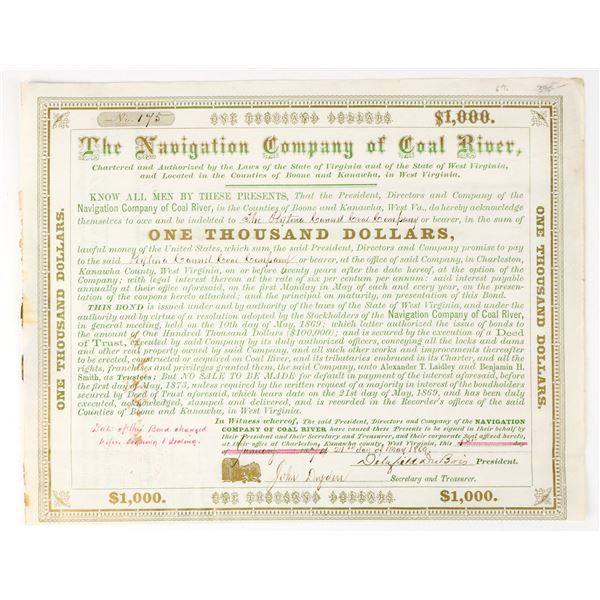 67. 395-
No. 175 ONE THOUSAND DOLLARS $1,000.
The Navigation Company of Coal River,
Chartered and Authorized by the Laws of the State of Virginia and of the State of West Virginia,
and Located in the Counties of Boone and Kanawha, in West Virginia.
KNOW ALL MEN BY THESE PRESENTS, That the President, Directors and Company of the
Navigation Company of Coal River, in the Counties of Boone and Kanawha, West Va., do hereby acknowledge
themselves to owe and be indebted to The Peytona Cannel Coal Company or bearer, in the sum of
ONE THOUSAND DOLLARS,
lawful money of the United States, which sum the said President, Directors and Company promise to pay
to the said Peytona Cannel Coal Company or bearer, at the office of said Company, in Charleston,
Kanawha County, West Virginia, on or before twenty years after the date hereof, at the option of the
Company; with legal interest thereon at the rate of six per centum per annum: said interest payable
annually at their office aforesaid, on the first Monday in May of each and every year, on the presen-
tation of the coupons hereto attached; and the principal on maturity, on presentation of this Bond.
THIS BOND is issued by the Navigation Company aforesaid, in West Virginia, and under the
authority and by virtue of a resolution adopted by the Stockholders of the Navigation Company of Coal River,
in general meeting, held on the 10th day of May, 1869; which latter authorized the issue of bonds to
the amount of One Hundred Thousand Dollars ($100,000); and is secured by the execution of a Deed
of Trust, executed by said Company by its duly authorized officers, conveying all the locks and dams
and other real property owned by said Company, and all such other works and improvements thereafter to be
constructed or acquired on Coal River, and its tributaries embraced in its Charter, and all the
rights, franchises and privileges granted them, the said Company, unto Alexander T. Laidley and Benjamin H.
Smith, as Trustees; But NO SALE TO BE MADE for default in payment of the interest aforesaid, before
the first day of May, 1873, unless required by the written request of a majority in interest of the bondholders
secured by Deed of Trust aforesaid, which bears date on the 21st day of May, 1869, and has been duly
executed, acknowledged, stamped and delivered, and is recorded in the Recorder's offices of the said
Counties of Boone and Kanawha, in West Virginia.
Date of this Bond changed
before signing & sealing.
In Witness whereof, The said President, Directors and Company of the NAVIGATION
COMPANY OF COAL RIVER have caused these Presents to be signed in their behalf by
their President and their Secretary and Treasurer, and their corporate seal affixed hereto,
at their office at Charleston, Kanawha county, West Virginia, this 1st day
of January 21st day of May 1869.
Delafield DuBois President.
John Dryden Secretary and Treasurer.
$1,000. ONE THOUSAND DOLLARS $1,000.
ONE THOUSAND DOLLARS.
ONE THOUSAND DOLLARS.